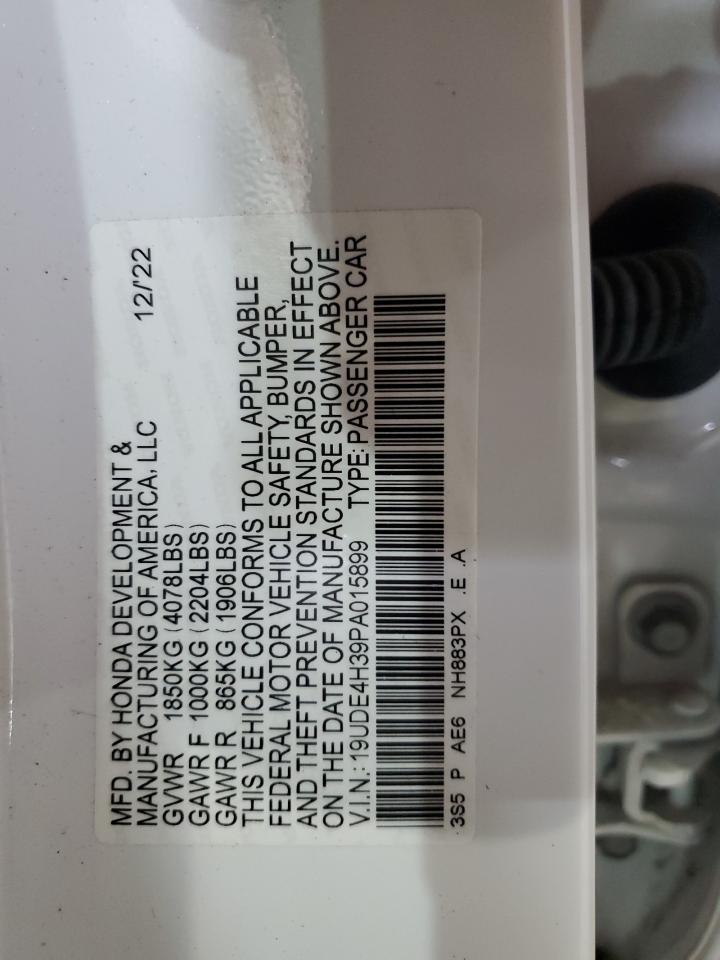 MFD. BY HONDA DEVELOPMENT &
MANUFACTURING OF AMERICA, LLC 12/'22
GVWR 1850KG (4078LBS)
GAWR F 1000KG (2204LBS)
GAWR R 865KG (1906LBS)
THIS VEHICLE CONFORMS TO ALL APPLICABLE
FEDERAL MOTOR VEHICLE SAFETY, BUMPER,
AND THEFT PREVENTION STANDARDS IN EFFECT
ON THE DATE OF MANUFACTURE SHOWN ABOVE.
V.I.N.: 19UDE4H39PA015899 TYPE: PASSENGER CAR
3S5 P AE6 NH883PX .E .A